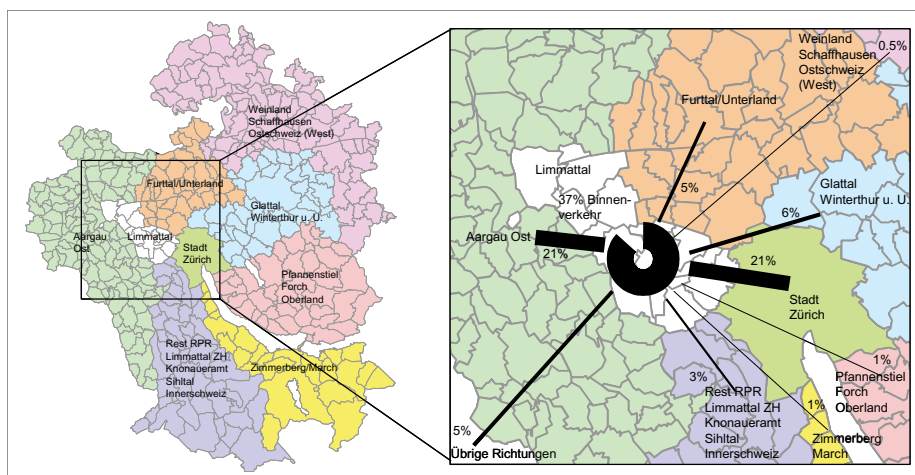 Weinland
Schaffhausen
Ostschweiz (West)
Furttal/Unterland
Glattal
Winterthur u. U.
Aargau
Ost
Limmattal
Stadt
Zürich
Pfannenstiel
Forch
Oberland
Rest RPR
Limmattal ZH
Knonaueramt
Sihltal
Innerschweiz
Zimmerberg/March
Weinland
Schaffhausen
Ostschweiz
(West)
0.5%
Furttal/Unterland
Limmattal
5%
37% Binnen-
verkehr
Glattal
Winterthur u. U.
6%
Aargau Ost
21%
21%
Stadt
Zürich
1%
Pfannenstiel
Forch
Oberland
3%
Rest RPR
Limmattal ZH
Knonaueramt
Sihltal
Innerschweiz
1%
Zimmerberg
March
5%
Übrige Richtungen